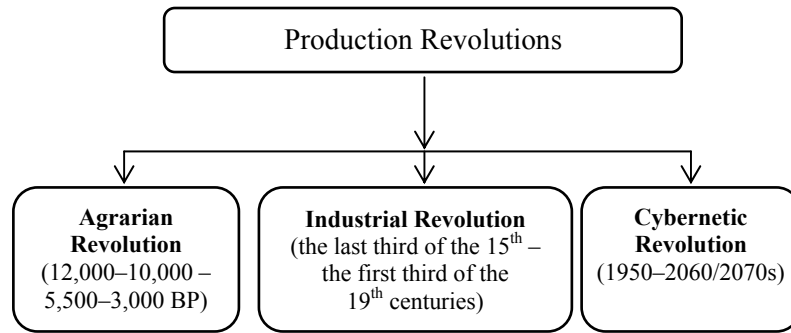 Production Revolutions
Agrarian
Revolution
(12,000–10,000 –
5,500–3,000 BP)
Industrial Revolution
(the last third of the 15th –
the first third of the
19th centuries)
Cybernetic
Revolution
(1950–2060/2070s)